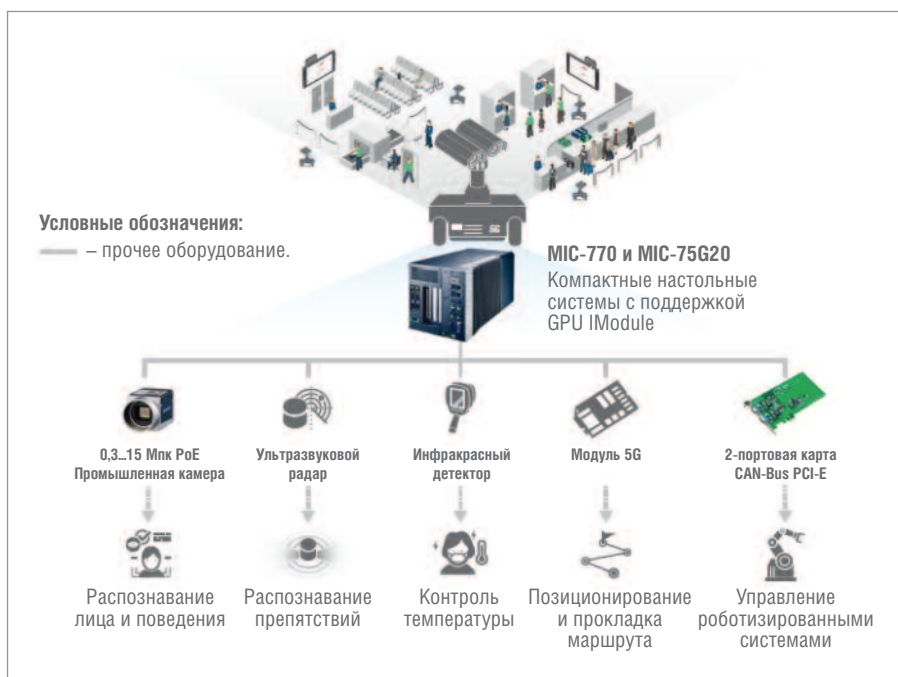 Условные обозначения:
– прочее оборудование.
MIC-770 и MIC-75G20
Компактные настольные
системы с поддержкой
GPU IModule
0,3...15 Мпк PoE
Промышленная камера
Ультразвуковой
радар
Инфракрасный
детектор
Модуль 5G
2-портовая карта
CAN-Bus PCI-E
Распознавание
лица и поведения
Распознавание
препятствий
Контроль
температуры
Позиционирование
и прокладка
маршрута
Управление
роботизированными
системами